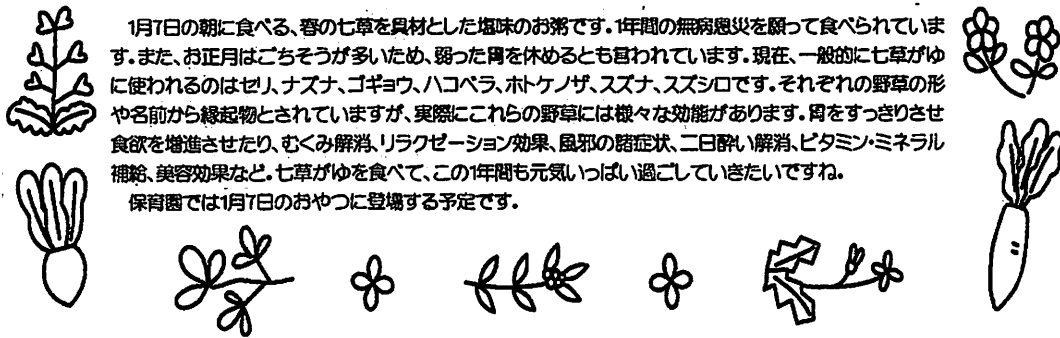 1月7日の朝に食べる、春の七草を具材とした塩味のお粥です。1年間の無病息災を願って食べられていま
す。また、お正月はごちそうが多いため、弱った胃を休めるとも言われています。現在、一般的に七草がゆ
に使われるのはセリ、ナズナ、ゴギョウ、ハコベラ、ホトケノザ、スズナ、スズシロです。それぞれの野草の形
や名前から縁起物とされていますが、実際にこれらの野草には様々な効能があります。胃をすっきりさせ
食欲を増進させたり、むくみ解消、リラクゼーション効果、風邪の諸症状、二日酔い解消、ビタミン・ミネラル
補給、美容効果など。七草がゆを食べて、この1年間も元気いっぱい過ごしていきたいですね。
保育園では1月7日のおやつに登場する予定です。